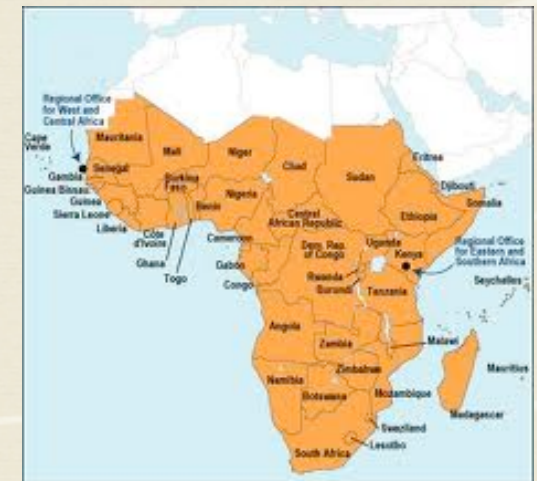 Regional Office
for West and
Central Africa
Cape
Verde
Mauritania
Mali
Niger
Chad
Sudan
Eritrea
Senegal
Gambia
Guinea Bissau
Guinea
Sierra Leone
Liberia
Côte
d'Ivoire
Ghana
Togo
Burkina
Faso
Benin
Nigeria
Cameroon
Central
African Republic
Djibouti
Somalia
Ethiopia
Uganda
Kenya
Regional Office
for Eastern and
Southern Africa
Gabon
Congo
Dem. Rep.
of Congo
Rwanda
Burundi
Tanzania
Seychelles
Angola
Zambia
Malawi
Zimbabwe
Mozambique
Mauritius
Madagascar
Namibia
Botswana
Swaziland
Lesotho
South Africa